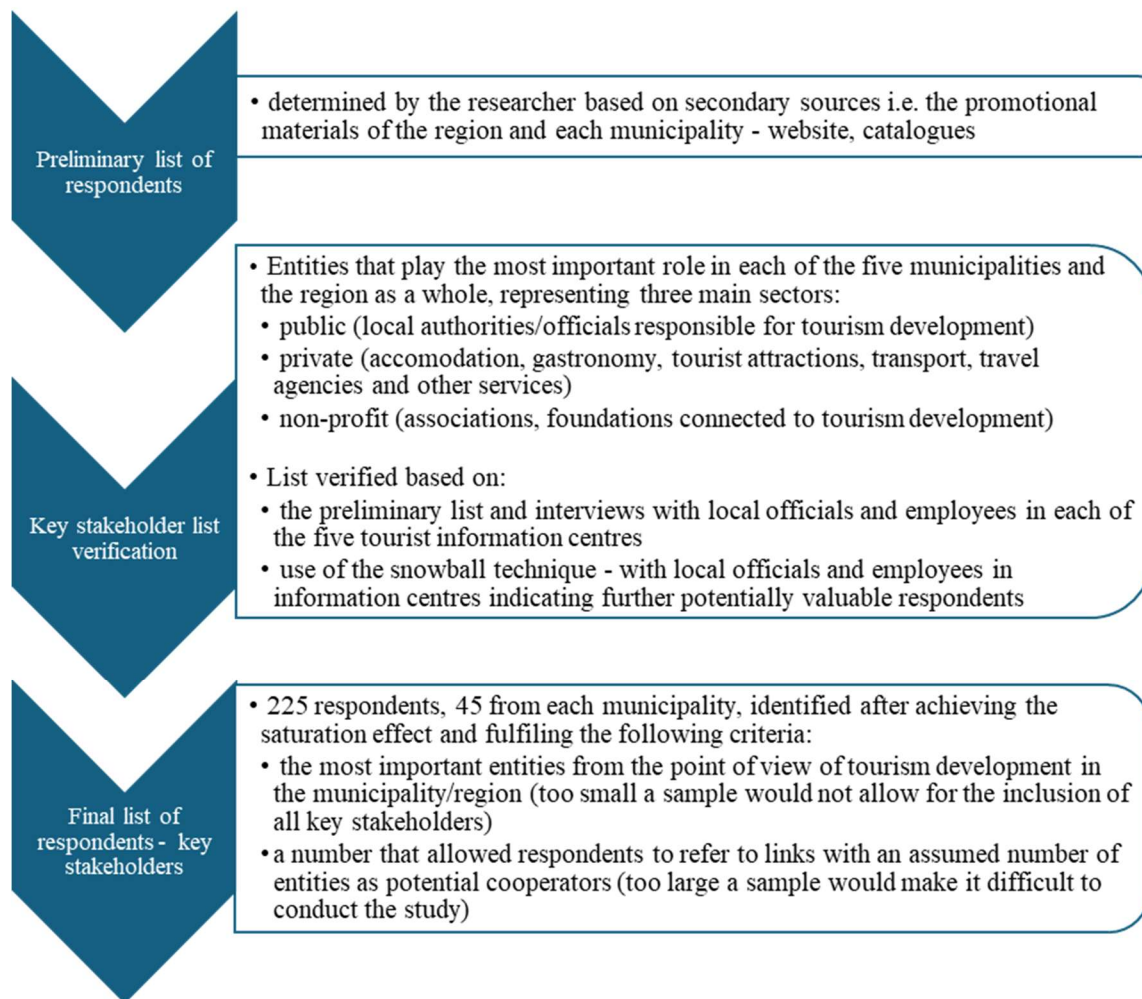 Preliminary list of
respondents
• determined by the researcher based on secondary sources i.e. the promotional
materials of the region and each municipality - website, catalogues
Key stakeholder list
verification
• Entities that play the most important role in each of the five municipalities and
the region as a whole, representing three main sectors:
• public (local authorities/officials responsible for tourism development)
• private (accomodation, gastronomy, tourist attractions, transport, travel
agencies and other services)
• non-profit (associations, foundations connected to tourism development)
• List verified based on:
• the preliminary list and interviews with local officials and employees in each of
the five tourist information centres
• use of the snowball technique - with local officials and employees in
information centres indicating further potentially valuable respondents
Final list of
respondents - key
stakeholders
• 225 respondents, 45 from each municipality, identified after achieving the
saturation effect and fulfiling the following criteria:
• the most important entities from the point of view of tourism development in
the municipality/region (too small a sample would not allow for the inclusion of
all key stakeholders)
• a number that allowed respondents to refer to links with an assumed number of
entities as potential cooperators (too large a sample would make it difficult to
conduct the study)